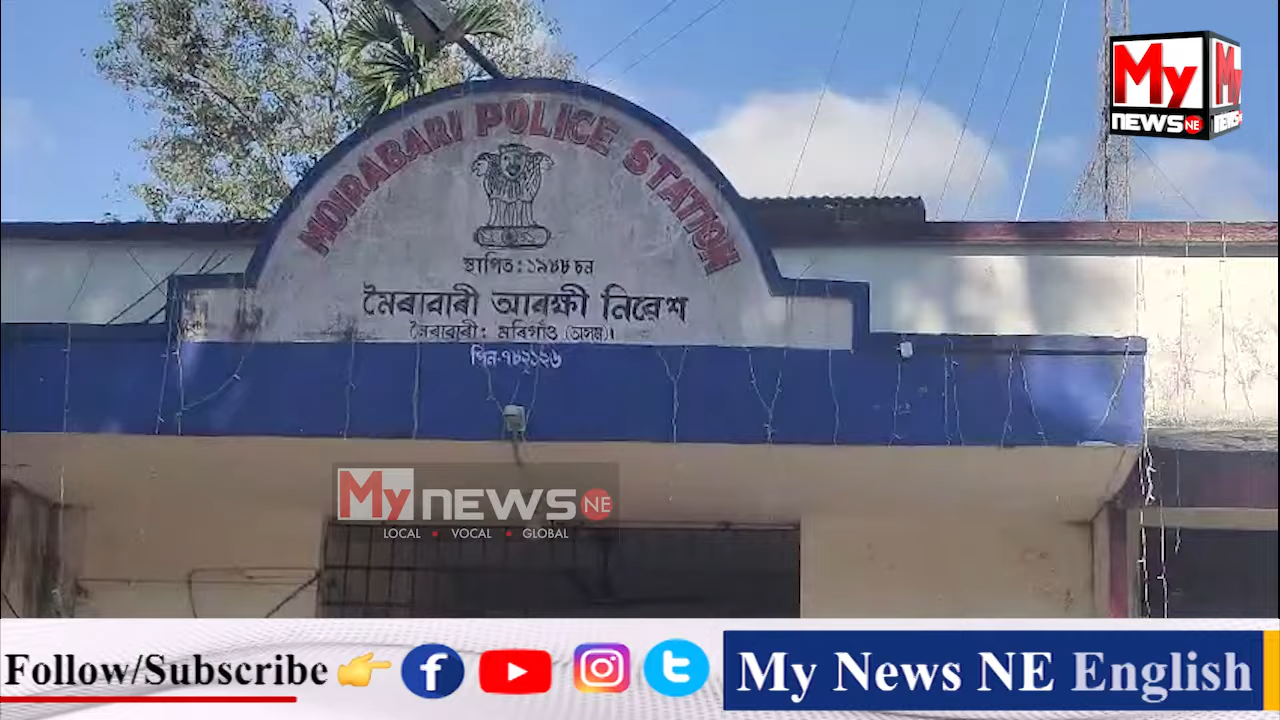 My
NEWS NE
MOIRABARI POLICE STATION
স্থাপিত : ১৯৮৮ চন
মৈৰাবাৰী আৰক্ষী নিৱেশ
মৈৰাবাৰী: মৰিগাঁও (অসম)।
পিন-৭৮২১২৬
My NEWS NE
LOCAL • VOCAL • GLOBAL
Follow/Subscribe
My News NE English